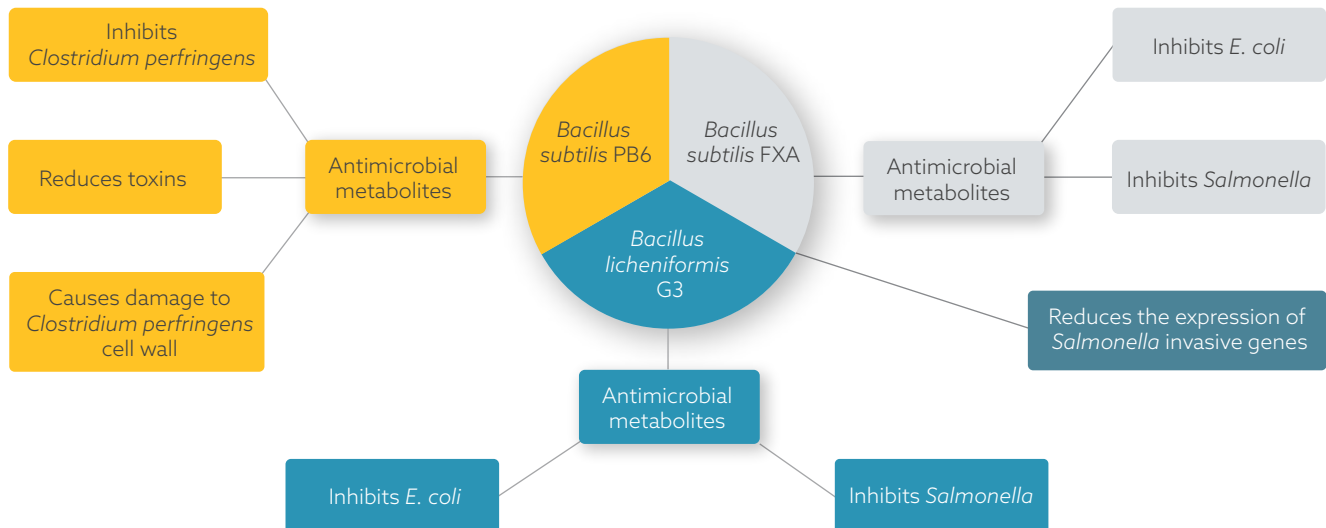 Inhibits
Clostridium perfringens
Reduces toxins
Causes damage to
Clostridium perfringens
cell wall
Antimicrobial
metabolites
Bacillus
subtilis PB6
Bacillus
subtilis FXA
Bacillus
licheniformis
G3
Antimicrobial
metabolites
Inhibits E. coli
Inhibits Salmonella
Reduces the expression of
Salmonella invasive genes
Antimicrobial
metabolites
Inhibits E. coli
Inhibits Salmonella